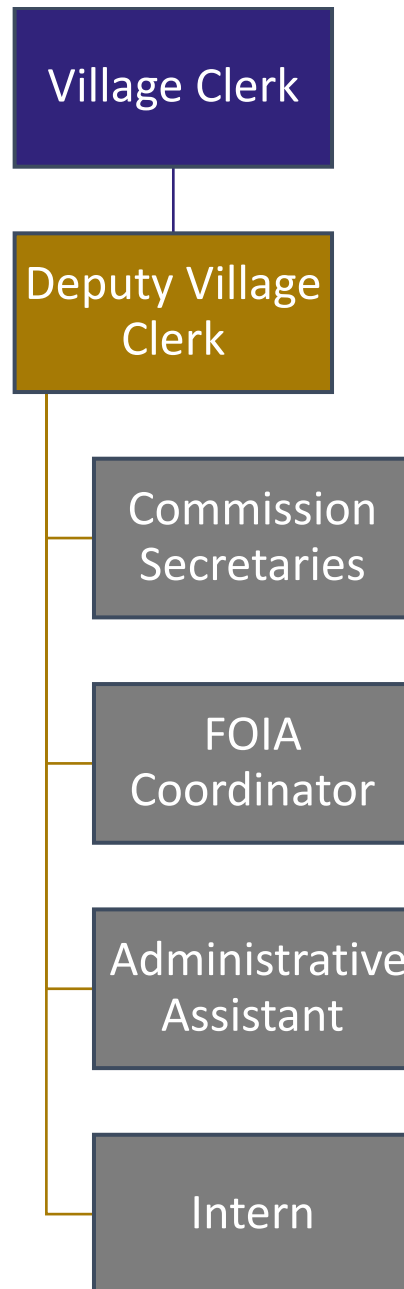 Village Clerk
Deputy Village
Clerk
Commission
Secretaries
FOIA
Coordinator
Administrative
Assistant
Intern